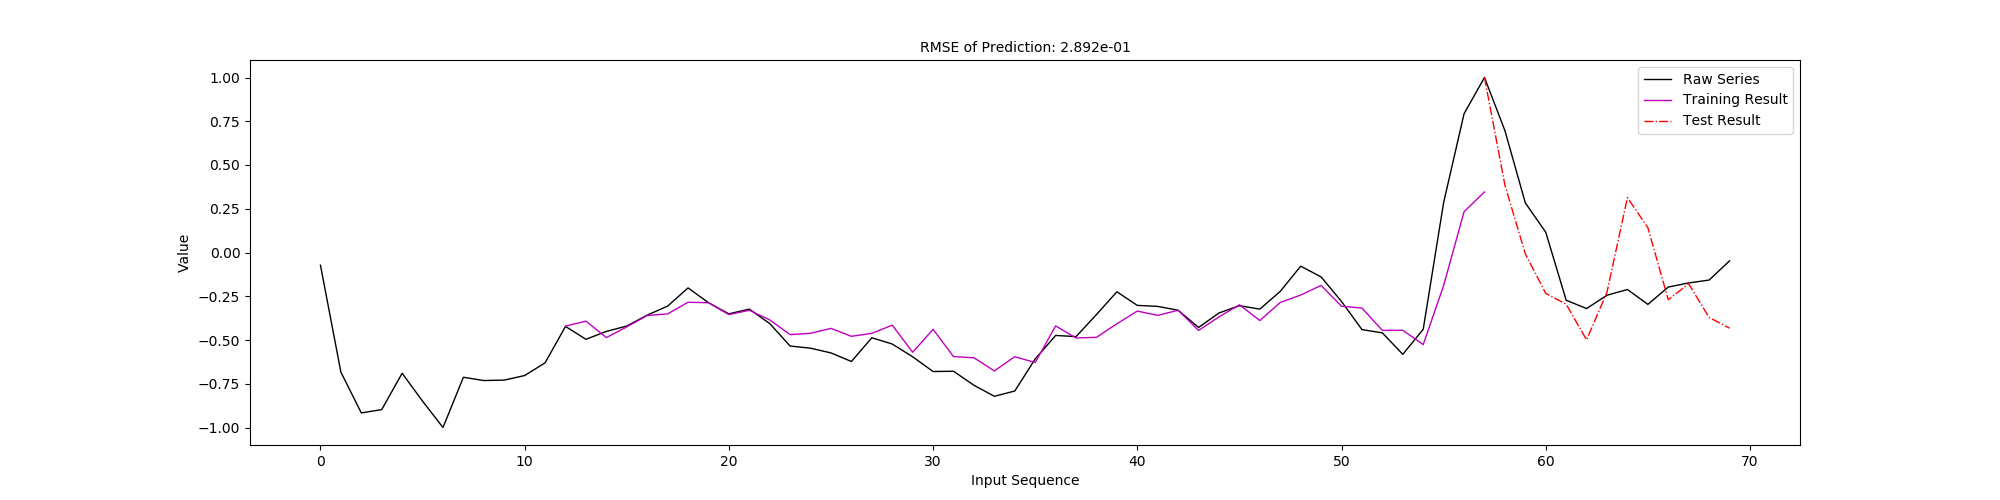 RMSE of Prediction: 2.892e-01
1.00
0.75
0.50
0.25
0.00
−0.25
−0.50
−0.75
−1.00
Value
Raw Series
Training Result
Test Result
0 10 20 30 40 50 60 70
Input Sequence